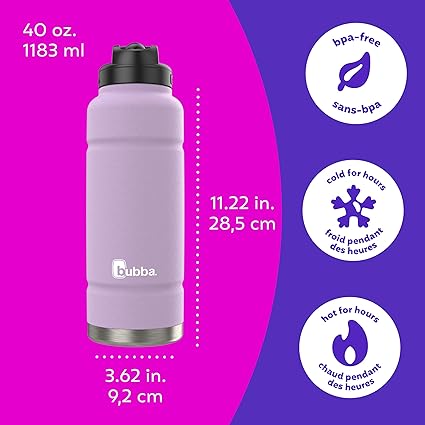 40 oz.
1183 ml
bubba.
11.22 in.
28,5 cm
3.62 in.
9,2 cm
bpa-free
sans-bpa
cold for hours
froid pendant
des heures
hot for hours
chaud pendant
des heures